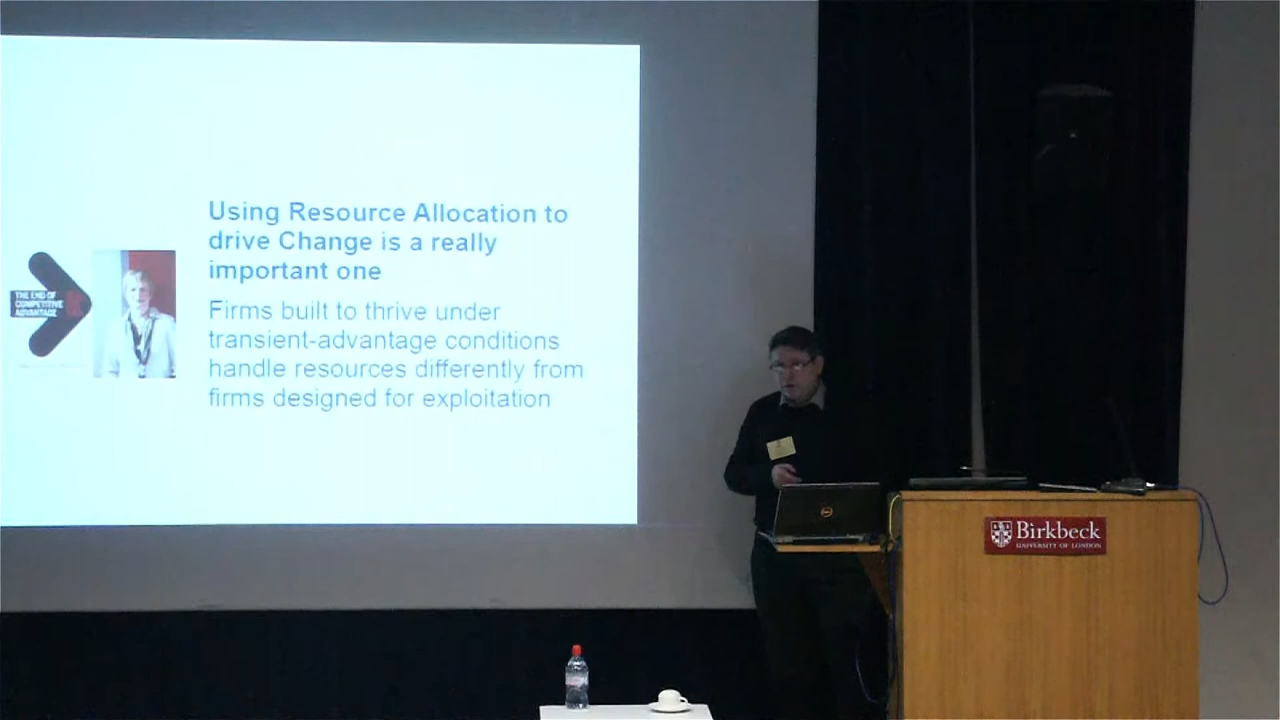 Using Resource Allocation to
drive Change is a really
important one
Firms built to thrive under
transient-advantage conditions
handle resources differently from
firms designed for exploitation
THE END OF
COMPETITIVE
ADVANTAGE
Birkbeck
UNIVERSITY OF LONDON
DELL